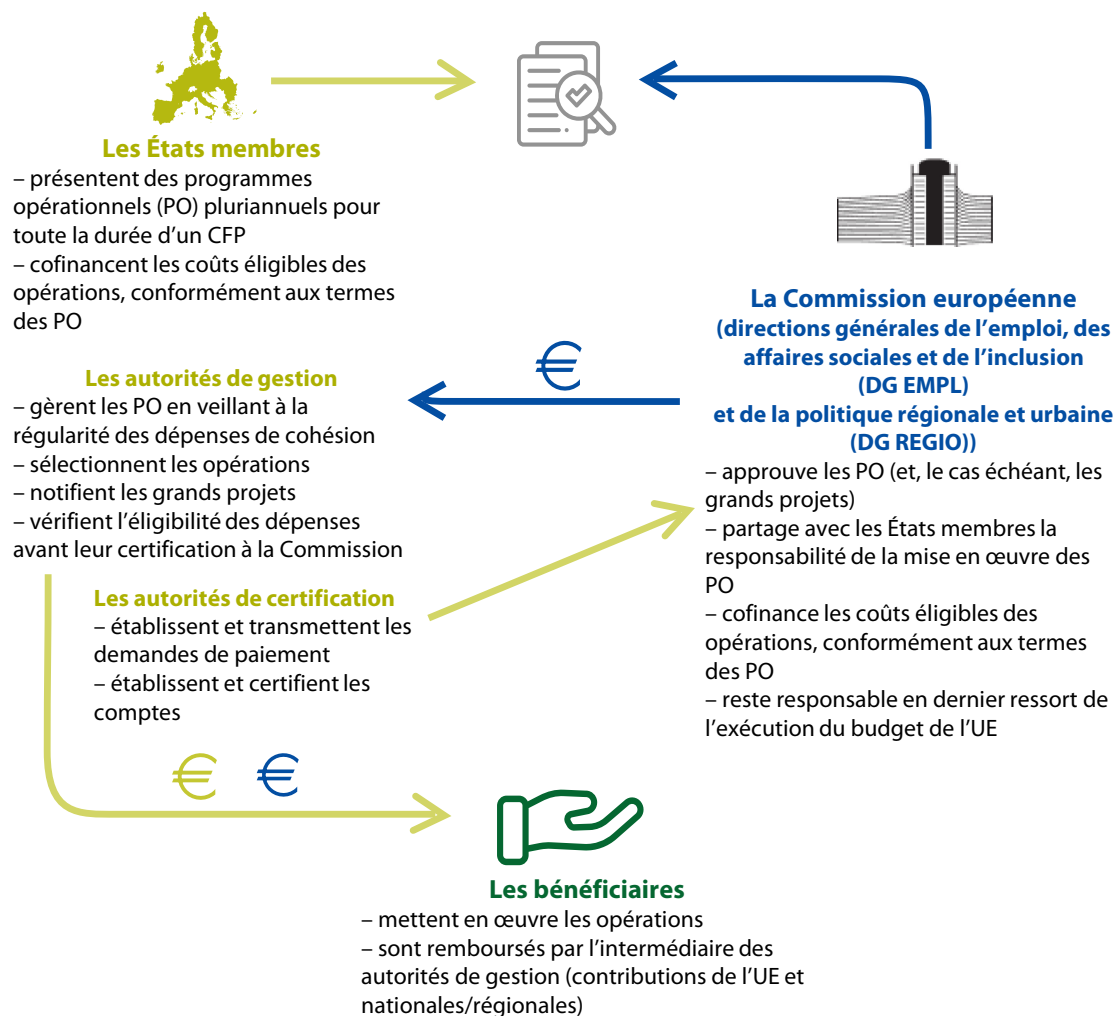 Les États membres
– présentent des programmes
opérationnels (PO) pluriannuels pour
toute la durée d’un CFP
– cofinancent les coûts éligibles des
opérations, conformément aux termes
des PO
Les autorités de gestion
– gèrent les PO en veillant à la
régularité des dépenses de cohésion
– sélectionnent les opérations
– notifient les grands projets
– vérifient l’éligibilité des dépenses
avant leur certification à la Commission
Les autorités de certification
– établissent et transmettent les
demandes de paiement
– établissent et certifient les
comptes
€
La Commission européenne
(directions générales de l’emploi, des
affaires sociales et de l’inclusion
(DG EMPL)
et de la politique régionale et urbaine
(DG REGIO))
– approuve les PO (et, le cas échéant, les
grands projets)
– partage avec les États membres la
responsabilité de la mise en œuvre des
PO
– cofinance les coûts éligibles des
opérations, conformément aux termes
des PO
– reste responsable en dernier ressort de
l’exécution du budget de l’UE
€ €
Les bénéficiaires
– mettent en œuvre les opérations
– sont remboursés par l’intermédiaire des
autorités de gestion (contributions de l’UE et
nationales/régionales)